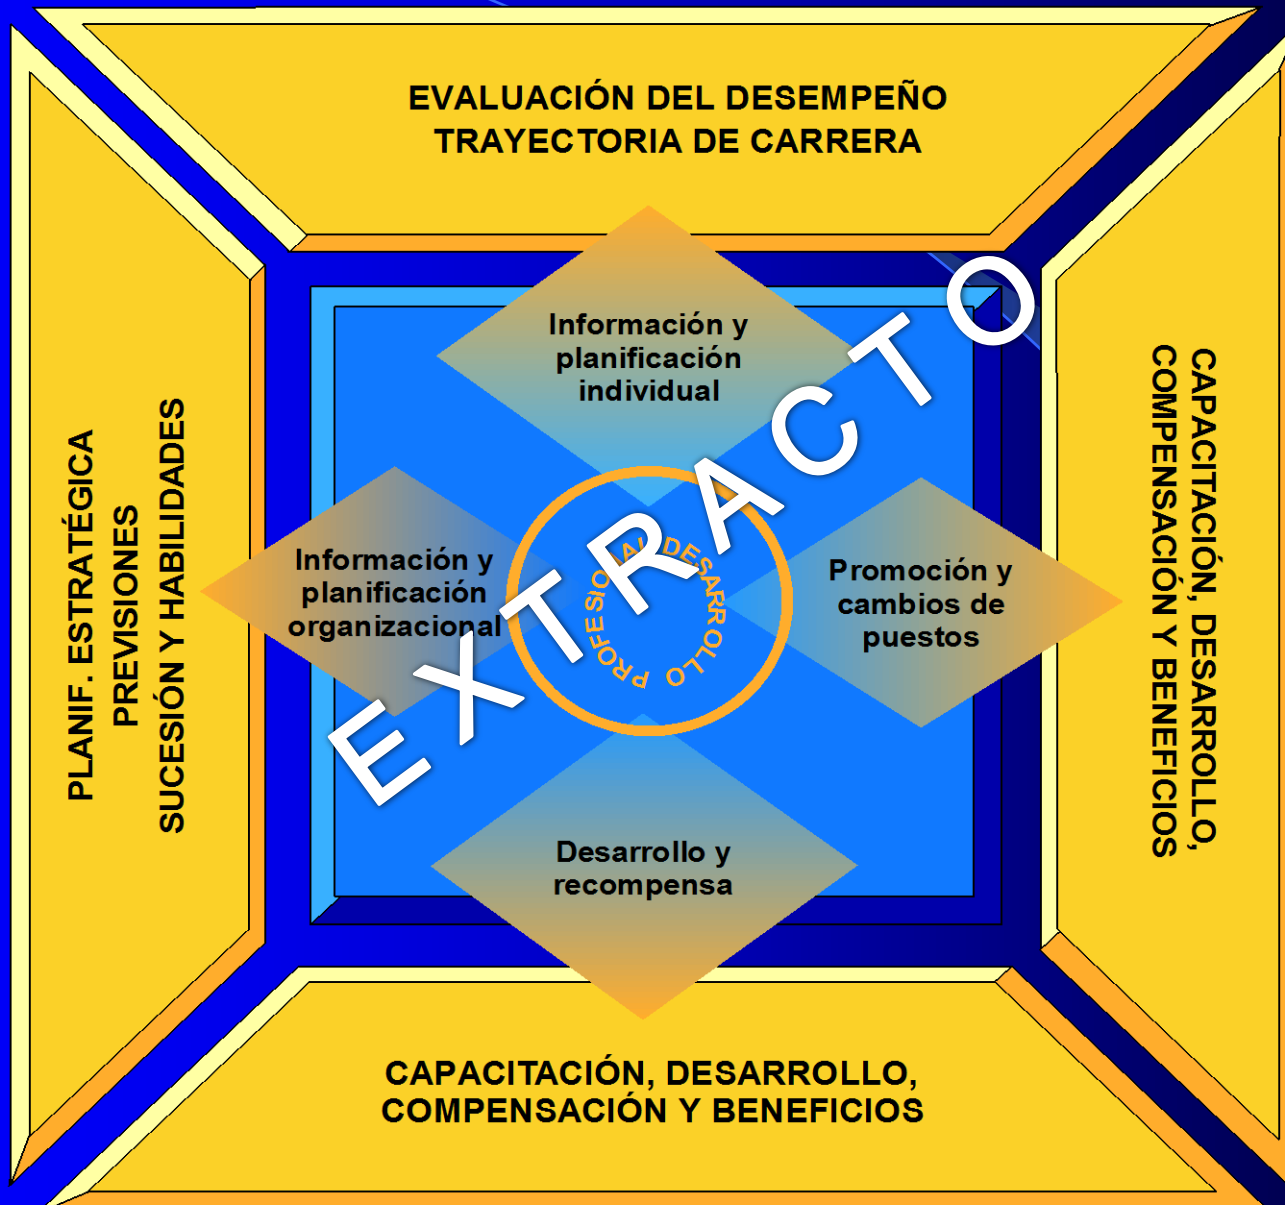 EVALUACIÓN DEL DESEMPEÑO
TRAYECTORIA DE CARRERA
Información y
planificación
individual
PLANIF. ESTRATÉGICA
PREVISIONES
SUCESIÓN Y HABILIDADES
Información y
planificación
organizacional
DESARROLLO PROFESIONAL
EXTRACTO
Promoción y
cambios de
puestos
CAPACITACIÓN, DESARROLLO,
COMPENSACIÓN Y BENEFICIOS
Desarrollo y
recompensa
CAPACITACIÓN, DESARROLLO,
COMPENSACIÓN Y BENEFICIOS